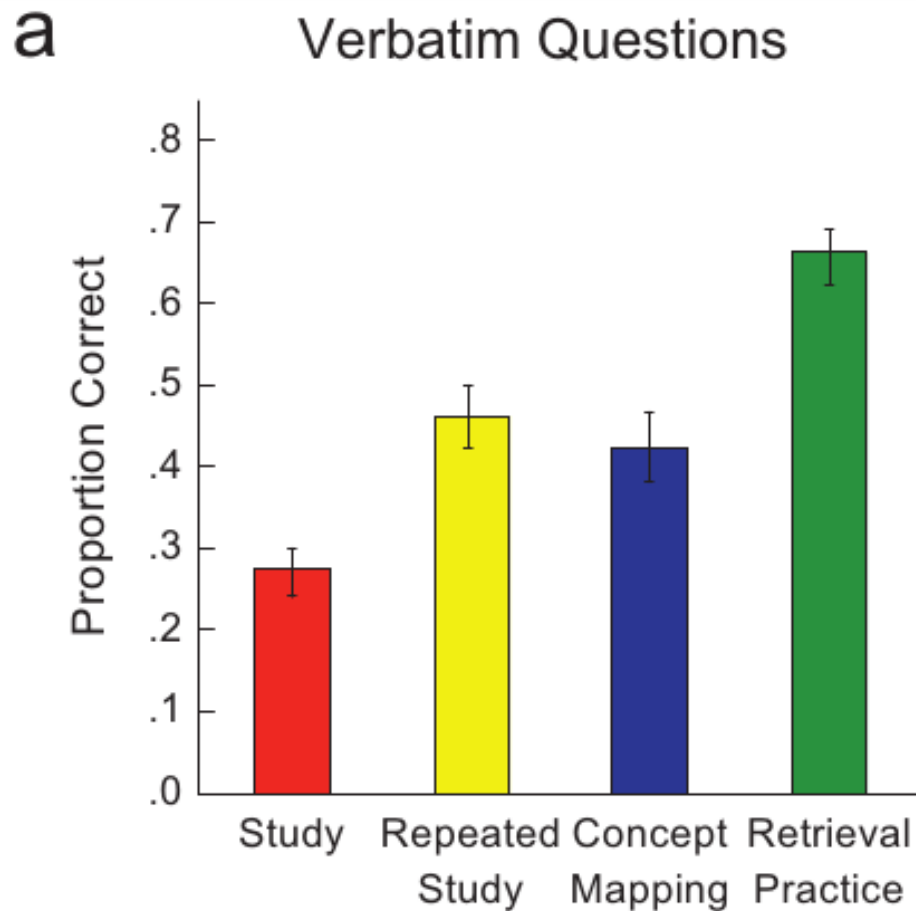 a
Verbatim Questions
Proportion Correct
.8
.7
.6
.5
.4
.3
.2
.1
.0
Study
Repeated
Study
Concept
Mapping
Retrieval
Practice